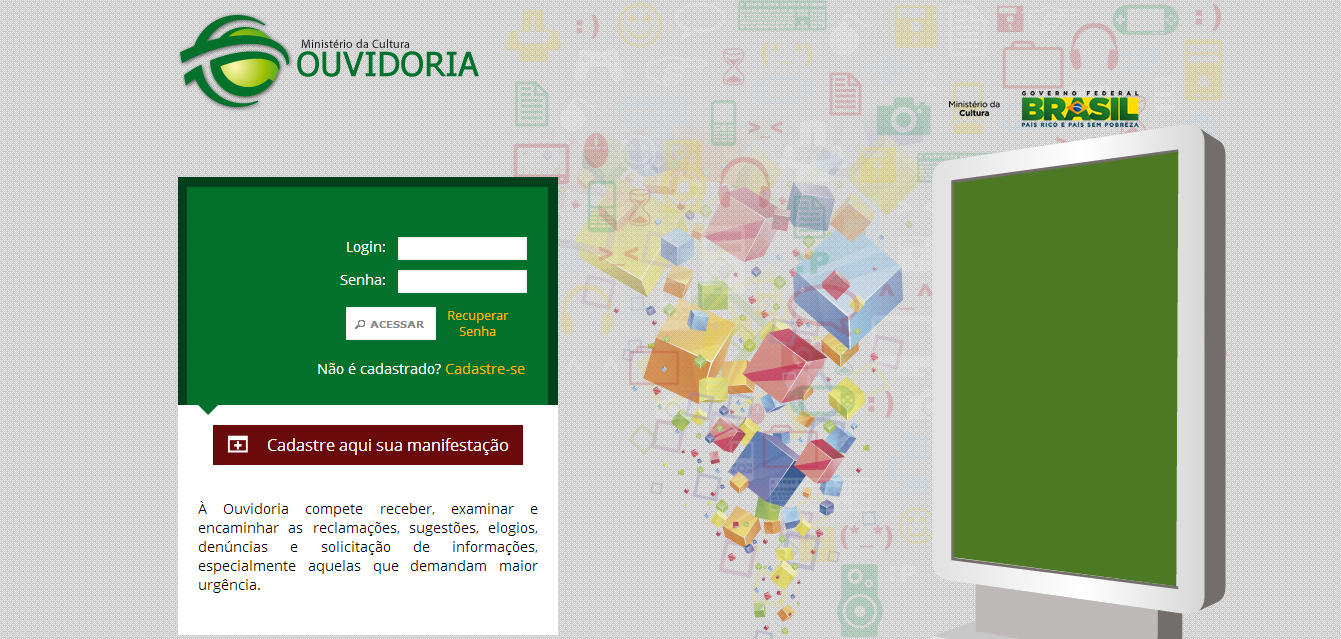 Ministério da Cultura
OUVIDORIA
Ministério da
Cultura
GOVERNO FEDERAL
BRASIL
PAÍS RICO É PAÍS SEM POBREZA
Login:
Senha:
ACESSAR
Recuperar
Senha
Não é cadastrado? Cadastre-se
Cadastre aqui sua manifestação
À Ouvidoria compete receber, examinar e
encaminhar as reclamações, sugestões, elogios,
denúncias e solicitação de informações,
especialmente aquelas que demandam maior
urgência.
:)
:)
>_<
>_<
:P
^_^
:)
(*_*)